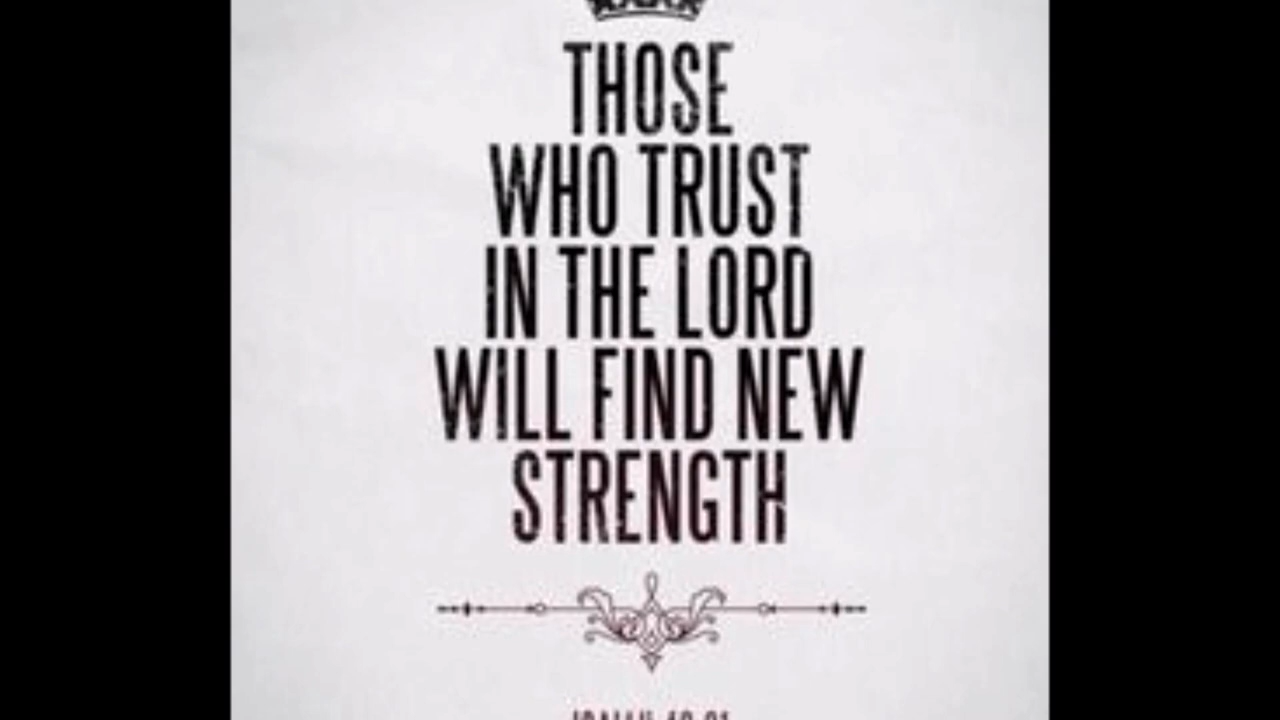 THOSE
WHO TRUST
IN THE LORD
WILL FIND NEW
STRENGTH